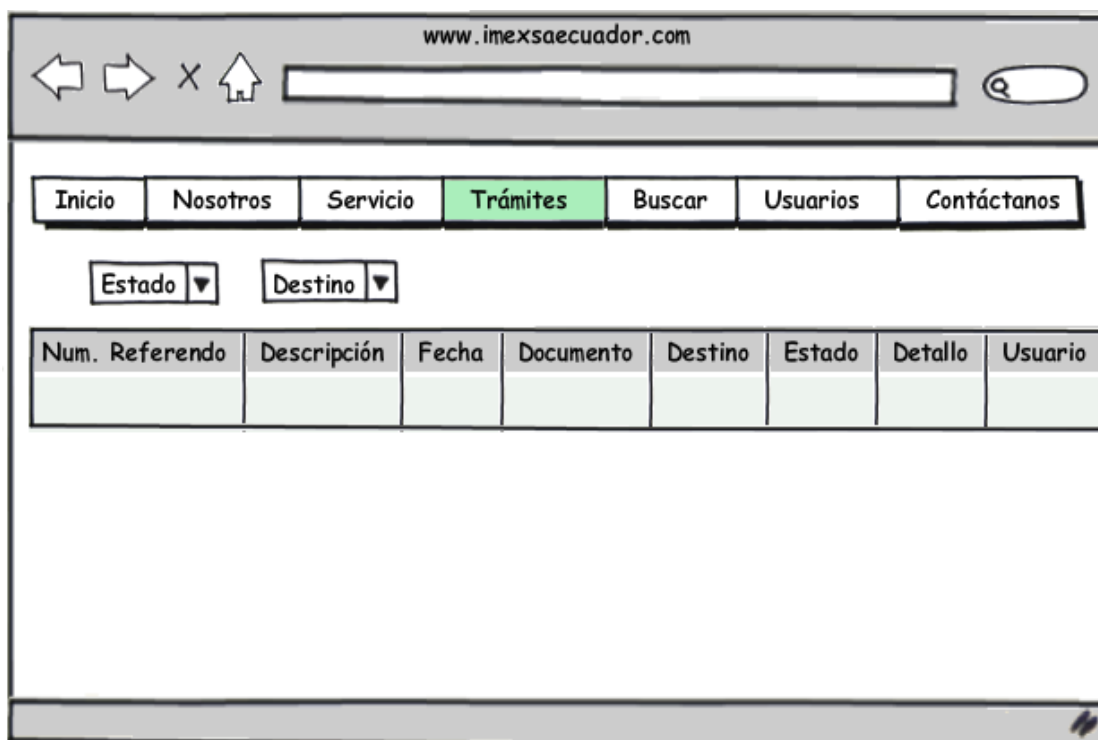 www.imexsaecuador.com
Inicio Nosotros Servicio Trámites Buscar Usuarios Contáctanos
Estado Destino
Num. Referendo Descripción Fecha Documento Destino Estado Detallo Usuario